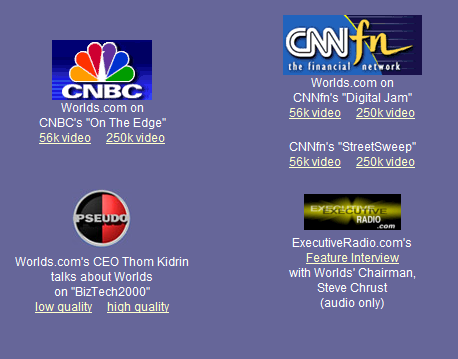 CNBC
Worlds.com on
CNBC's "On The Edge"
56k video 250k video
CNNfn
the financial network
Worlds.com on
CNNfn's "Digital Jam"
56k video 250k video
CNNfn's "StreetSweep"
56k video 250k video
PSEUDO
Worlds.com's CEO Thom Kidrin
talks about Worlds
on "BizTech2000"
low quality high quality
EXECUTIVE
EXECUTIVE
RADIO
.com
ExecutiveRadio.com's
Feature Interview
with Worlds' Chairman,
Steve Chrust
(audio only)